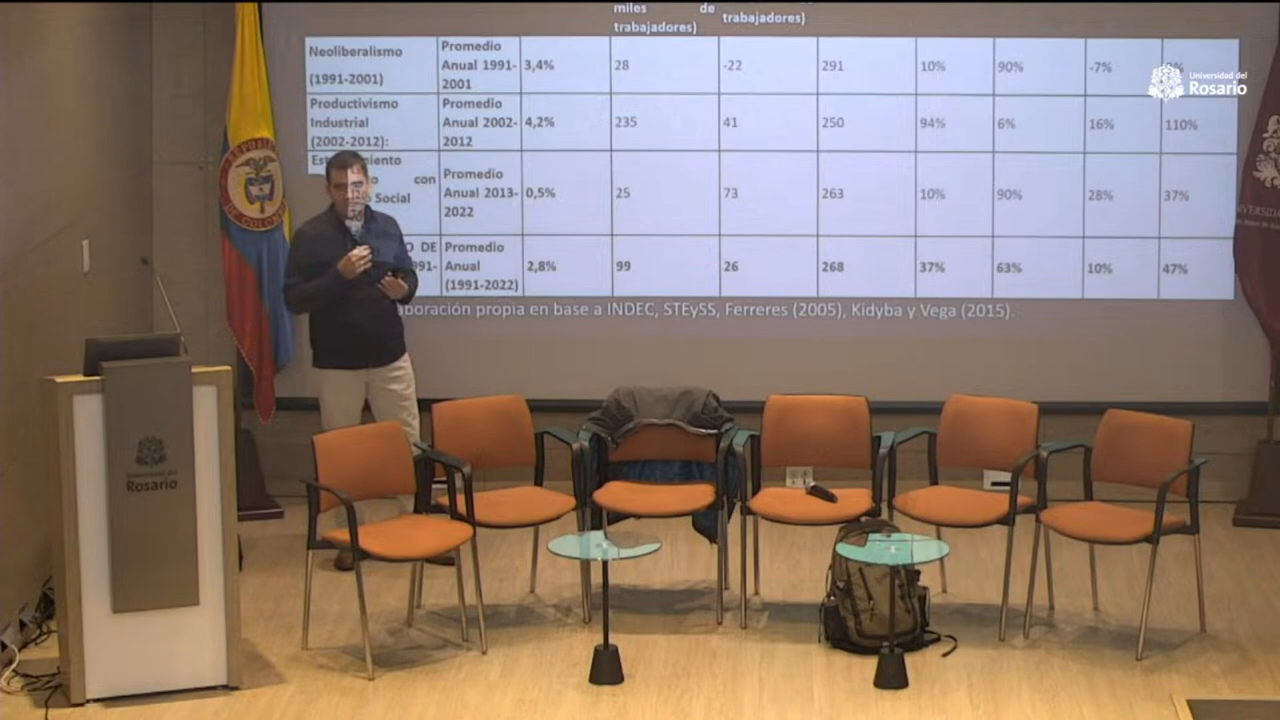 miles de
trabajadores)
trabajadores)
Neoliberalismo
(1991-2001)
Promedio
Anual 1991-
2001
3,4%
28
-22
291
10%
90%
-7%
Productivismo
Industrial
(2002-2012):
Promedio
Anual 2002-
2012
4,2%
235
41
250
94%
6%
16%
110%
con
Social
Promedio
Anual 2013-
2022
0,5%
25
73
263
10%
90%
28%
37%
DE
Promedio
Anual
(1991-2022)
2,8%
99
26
268
37%
63%
10%
47%
propia en base a INDEC, STEySS, Ferreres (2005), Kidyba y Vega (2015).
Universidad del
Rosario
Universidad del
Rosario